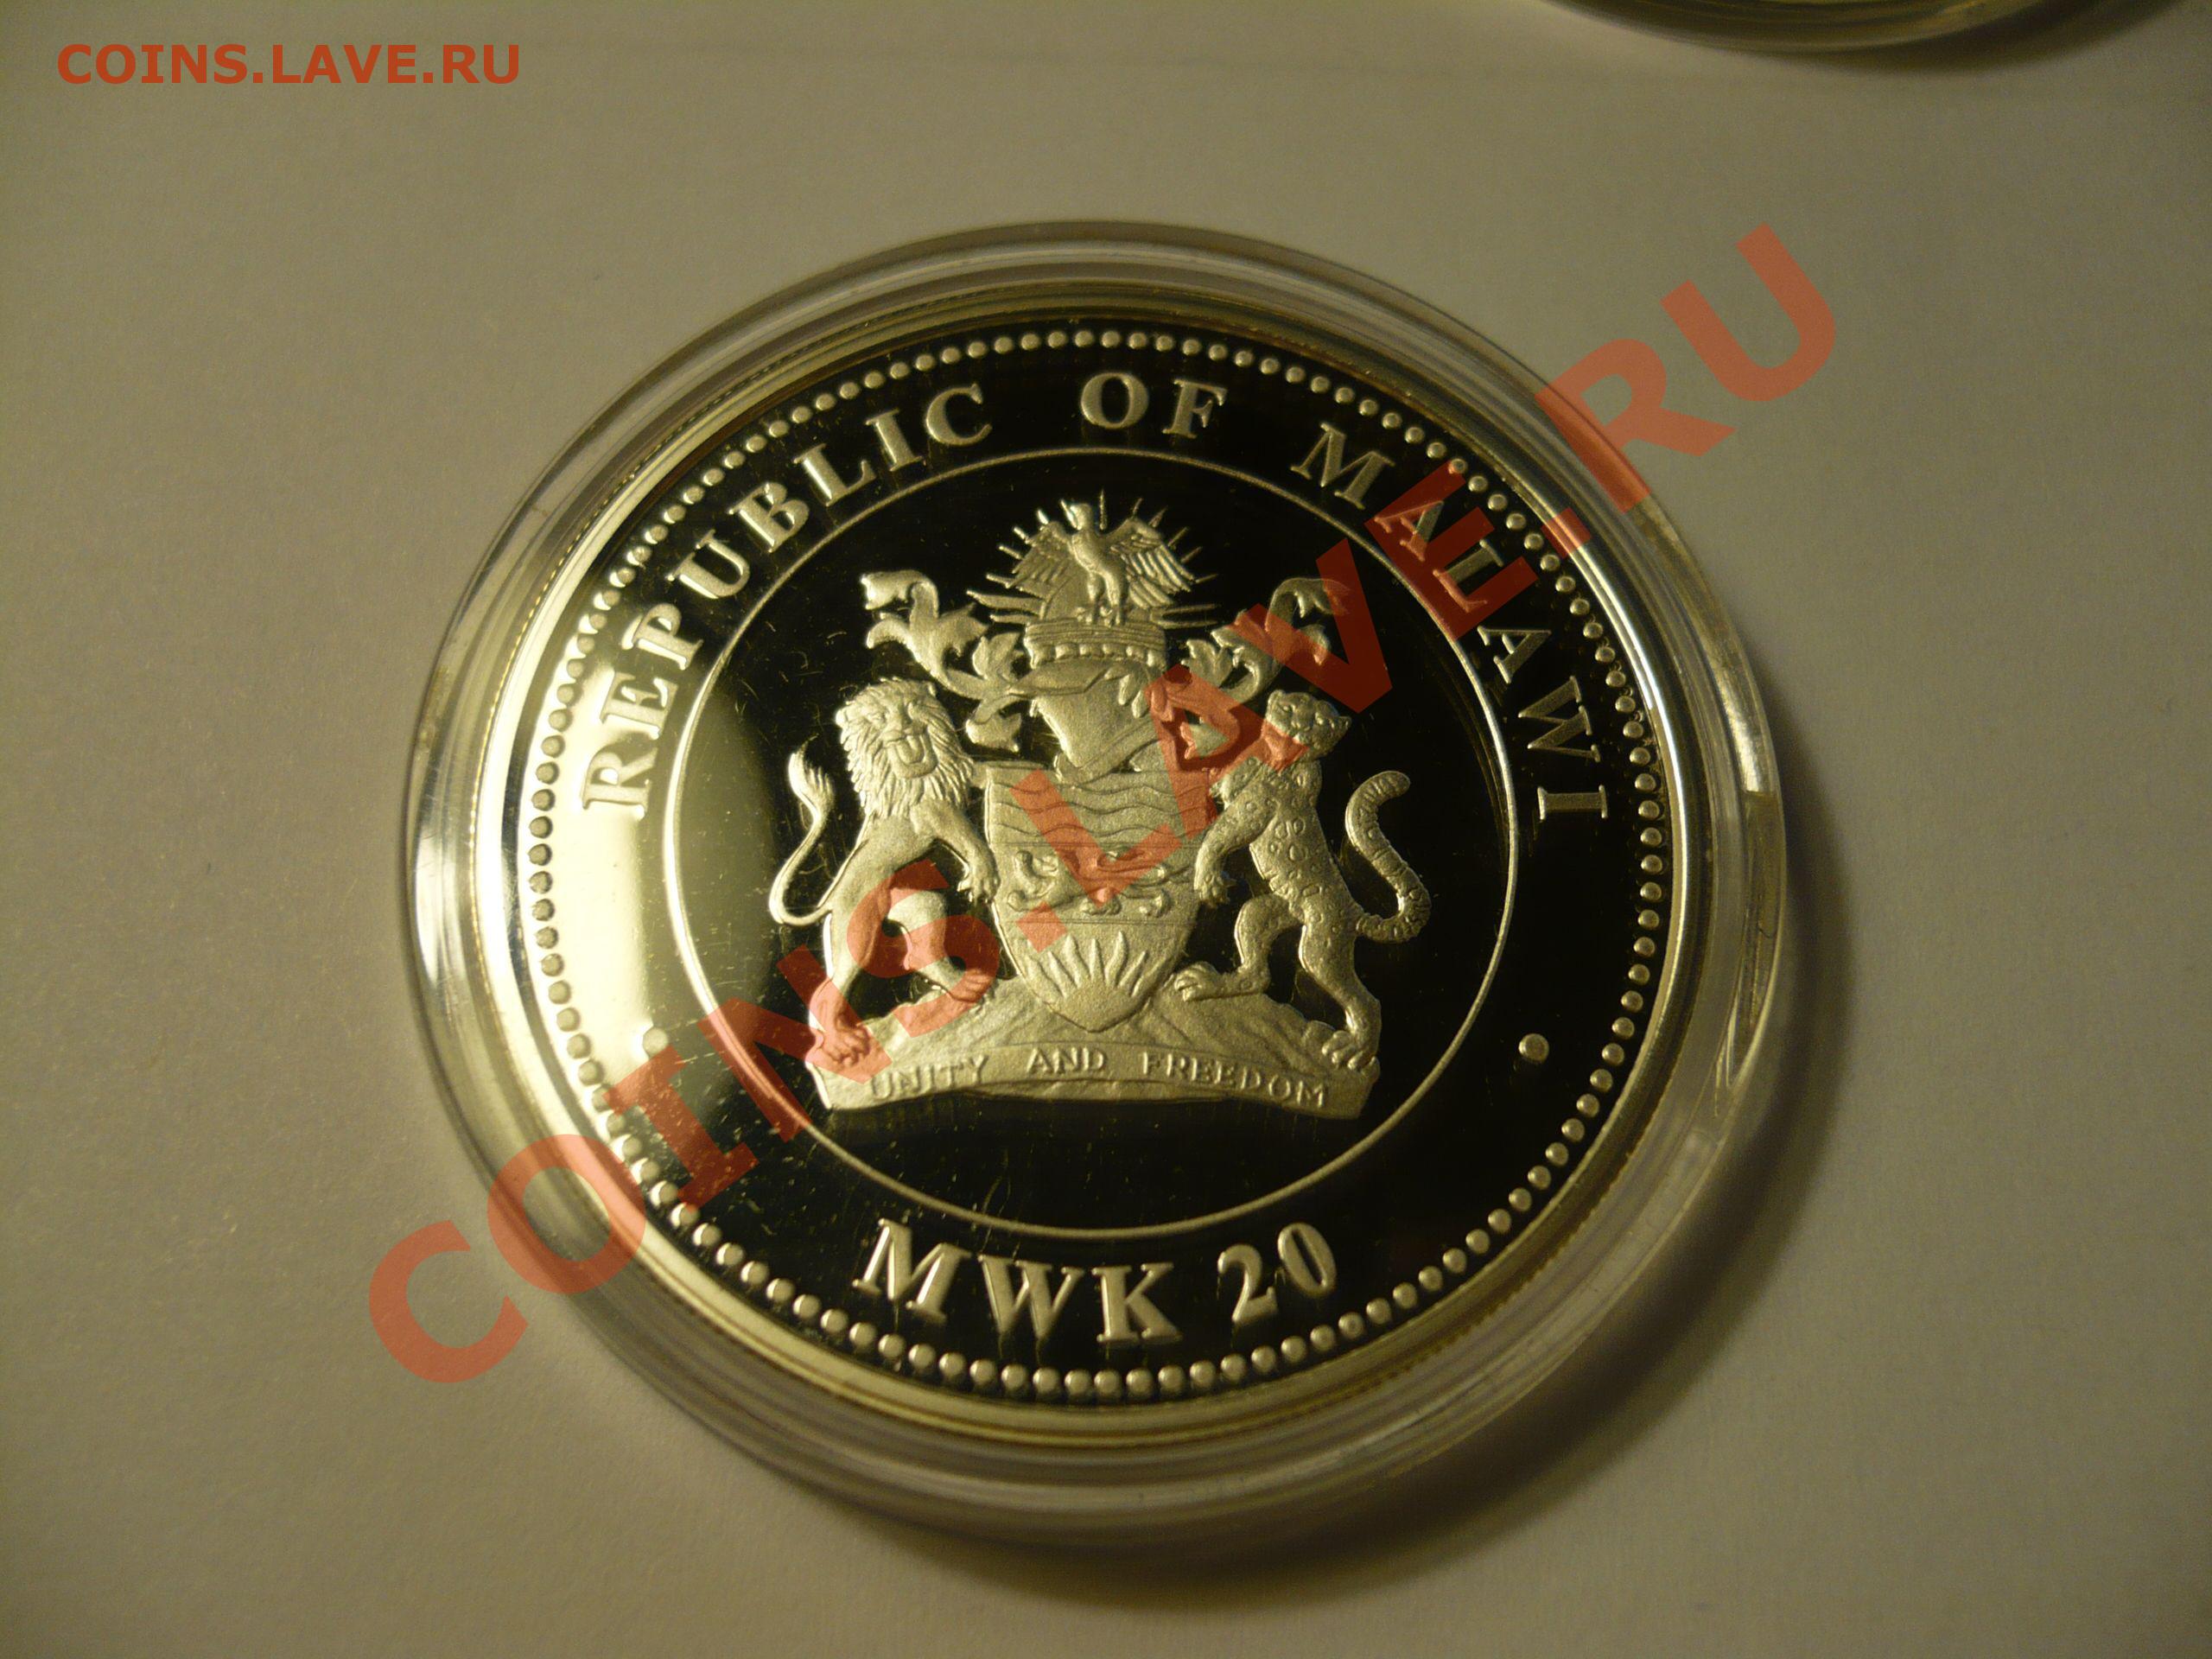 COINS.LAVE.RU
REPUBLIC OF MALAWI
UNITY AND FREEDOM
MWK 20
COINS.LAVE.RU